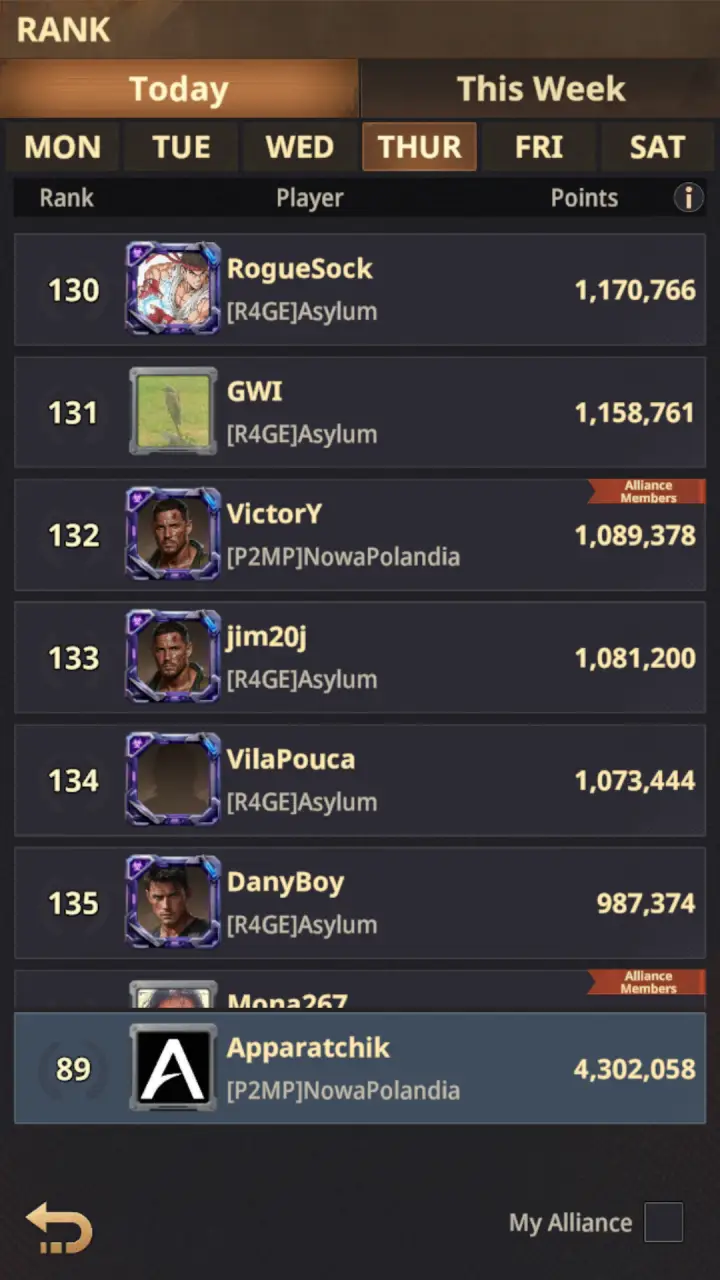 RANK
Today This Week
MON TUE WED THUR FRI SAT
Rank Player Points i
130 RogueSock 1,170,766
[R4GE]Asylum
131 GWI 1,158,761
[R4GE]Asylum
Alliance
Members
132 VictorY 1,089,378
[P2MP]NowaPolandia
133 jim20j 1,081,200
[R4GE]Asylum
134 VilaPouca 1,073,444
[R4GE]Asylum
135 DanyBoy 987,374
[R4GE]Asylum
Alliance
Members
Mona267
89 Apparatchik 4,302,058
[P2MP]NowaPolandia
My Alliance